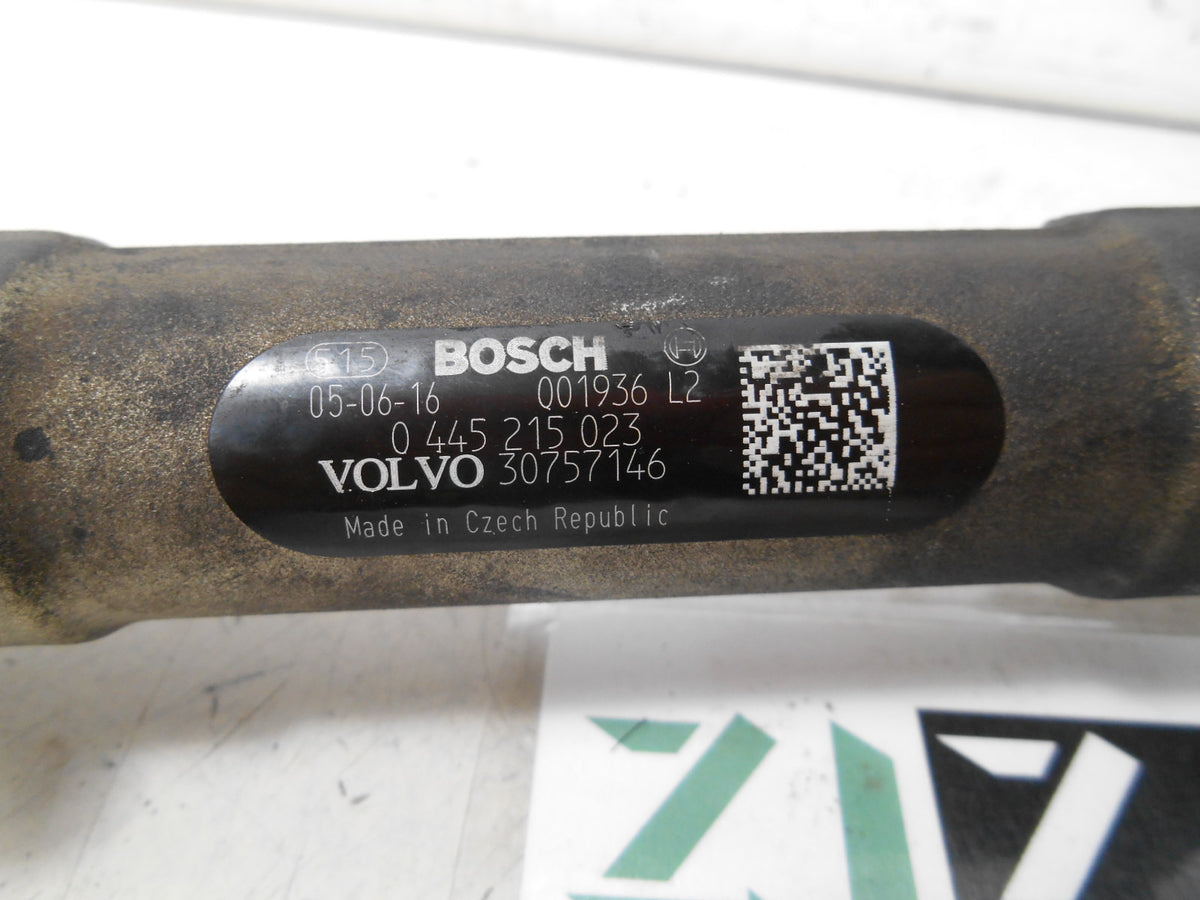 515 BOSCH
05-06-16 001936 L2
0 445 215 023
VOLVO 30757146
Made in Czech Republic